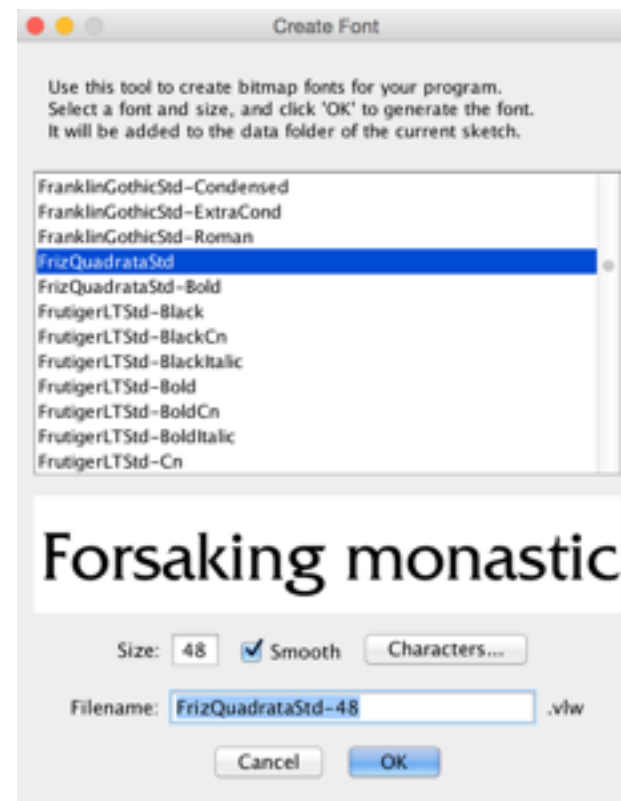 Create Font
Use this tool to create bitmap fonts for your program.
Select a font and size, and click 'OK' to generate the font.
It will be added to the data folder of the current sketch.
FranklinGothicStd-Condensed
FranklinGothicStd-ExtraCond
FranklinGothicStd-Roman
FrizQuadrataStd
FrizQuadrataStd-Bold
FrutigerLTStd-Black
FrutigerLTStd-BlackCn
FrutigerLTStd-BlackItalic
FrutigerLTStd-Bold
FrutigerLTStd-BoldCn
FrutigerLTStd-BoldItalic
FrutigerLTStd-Cn
Forsaking monastic
Size: 48 Smooth Characters...
Filename: FrizQuadrataStd-48 .vlw
Cancel OK